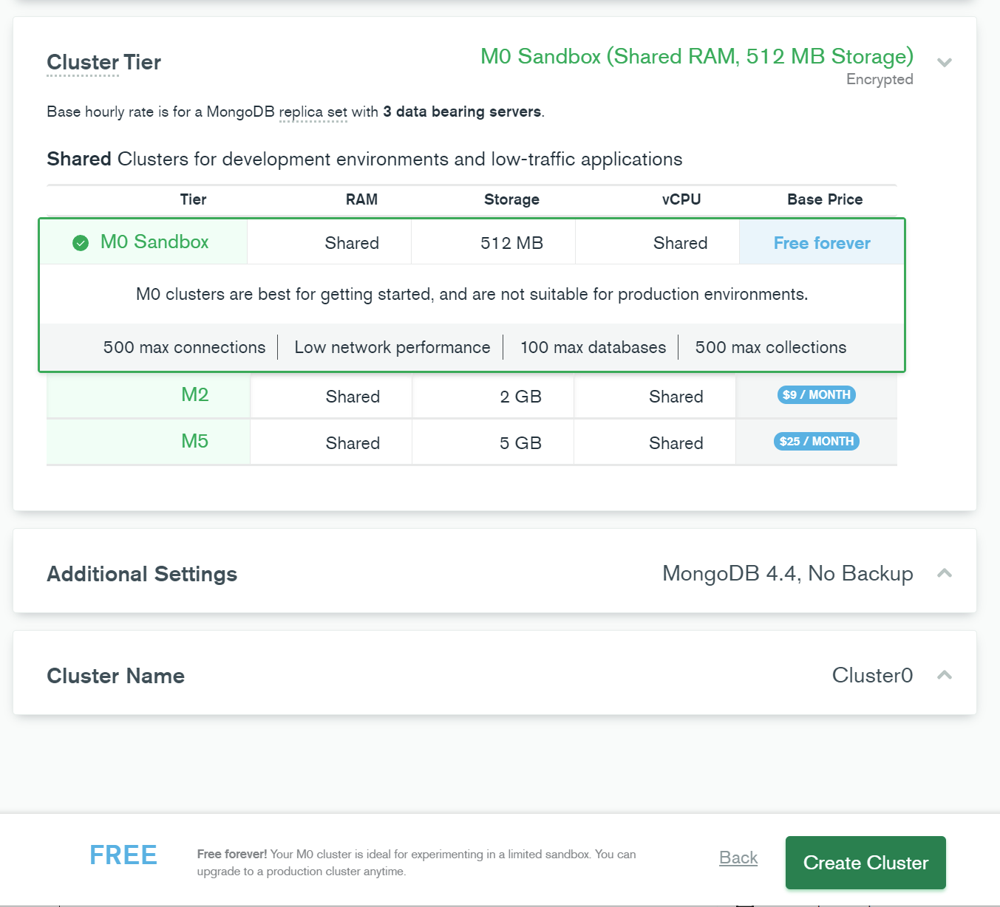 Cluster Tier
M0 Sandbox (Shared RAM, 512 MB Storage)
Encrypted
Base hourly rate is for a MongoDB replica set with 3 data bearing servers.
Shared Clusters for development environments and low-traffic applications
Tier RAM Storage vCPU Base Price
M0 Sandbox Shared 512 MB Shared Free forever
M0 clusters are best for getting started, and are not suitable for production environments.
500 max connections Low network performance 100 max databases 500 max collections
M2 Shared 2 GB Shared $9 / MONTH
M5 Shared 5 GB Shared $25 / MONTH
Additional Settings MongoDB 4.4, No Backup
Cluster Name Cluster0
FREE
Free forever! Your M0 cluster is ideal for experimenting in a limited sandbox. You can
upgrade to a production cluster anytime.
Back
Create Cluster